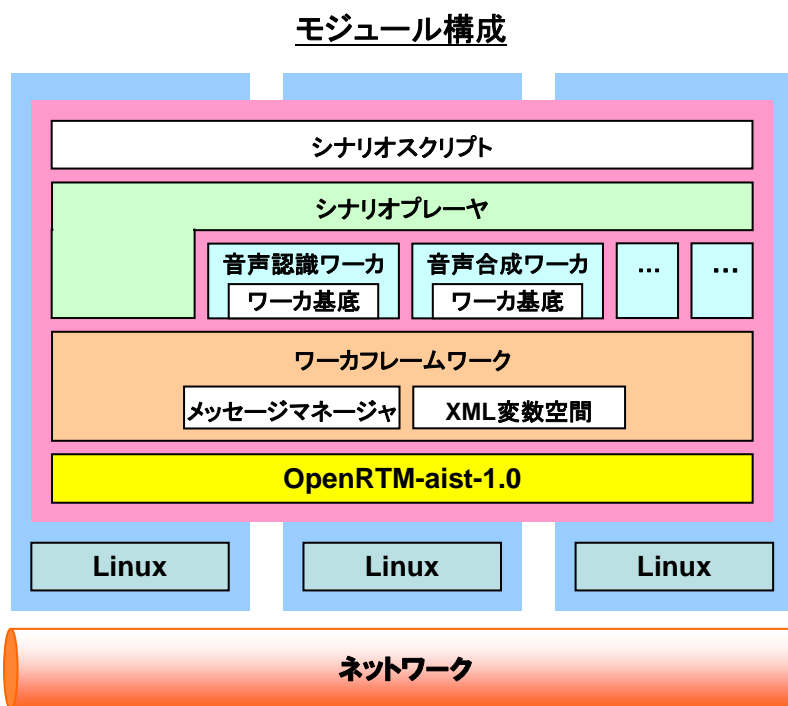 モジュール構成
シナリオスクリプト
シナリオプレーヤ
音声認識ワーカ
ワーカ基底
音声合成ワーカ
ワーカ基底
...
...
ワーカフレームワーク
メッセージマネージャ
XML変数空間
OpenRTM-aist-1.0
Linux
Linux
Linux
ネットワーク